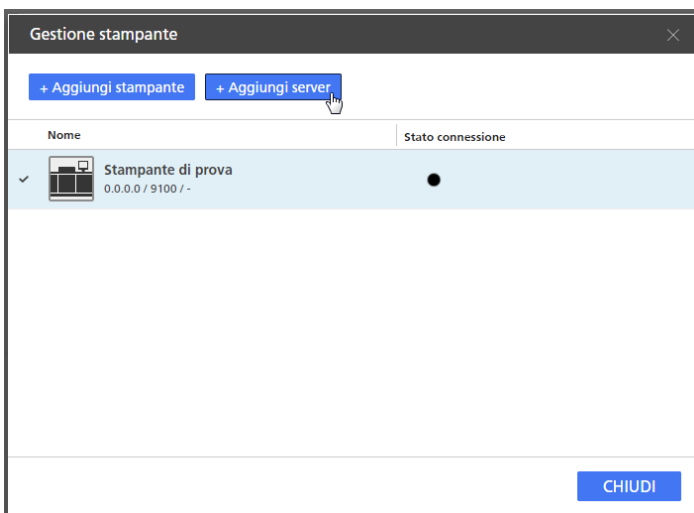 Gestione stampante
+ Aggiungi stampante + Aggiungi server
Nome Stato connessione
Stampante di prova
0.0.0.0 / 9100 / -
CHIUDI